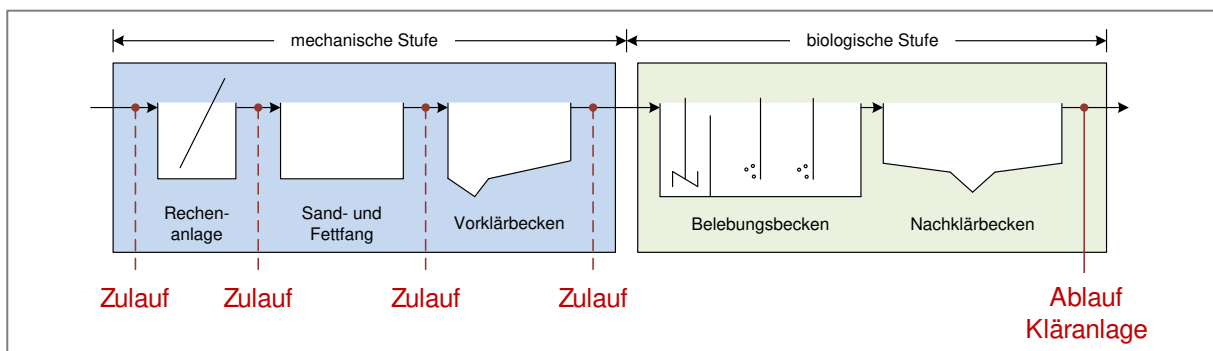 mechanische Stufe
biologische Stufe
Rechen-
anlage
Sand- und
Fettfang
Vorklärbecken
Belebungsbecken
Nachklärbecken
Zulauf
Zulauf
Zulauf
Zulauf
Ablauf
Kläranlage